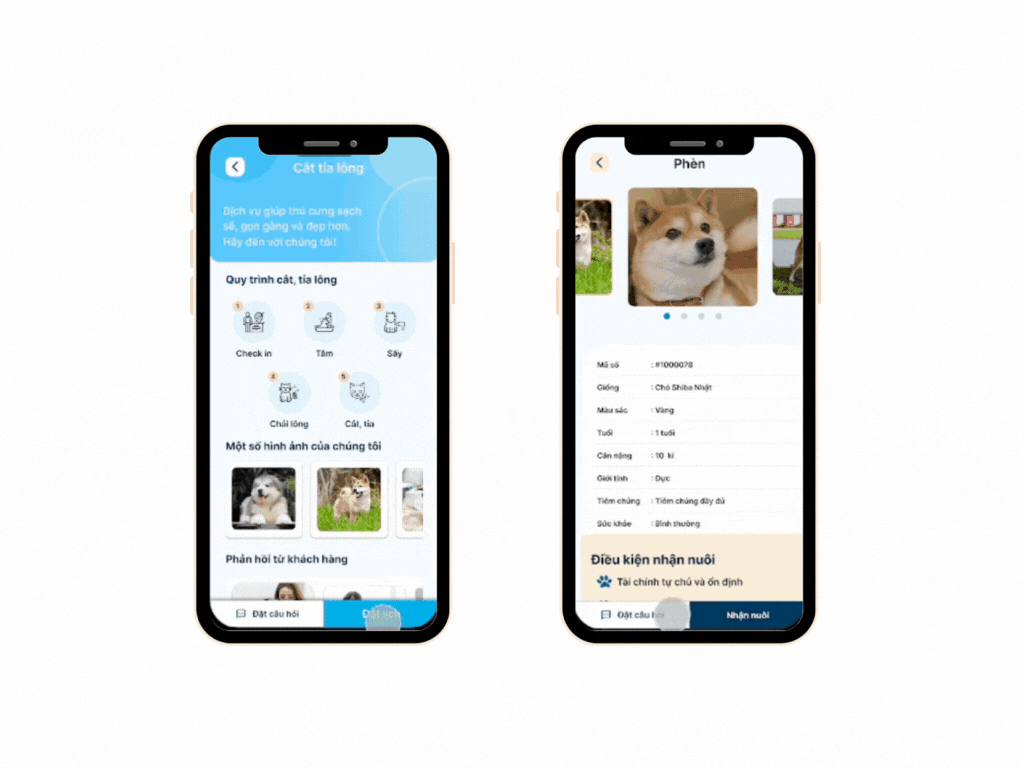 Cắt tỉa lông
Dịch vụ giúp thú cưng sạch
sẽ, gọn gàng và đẹp hơn.
Hãy đến với chúng tôi!
Quy trình cắt, tỉa lông
1
2
3
Check in
Tắm
Sấy
4
5
Chải lông
Cắt, tỉa
Một số hình ảnh của chúng tôi
Phản hồi từ khách hàng
Đặt câu hỏi
Đặt lịch
Phèn
Mã số : #1000078
Giống : Chó Shiba Nhật
Màu sắc : Vàng
Tuổi : 1 tuổi
Cân nặng : 10 kí
Giới tính : Đực
Tiêm chủng : Tiêm chủng đầy đủ
Sức khỏe : Bình thường
Điều kiện nhận nuôi
Tài chính tự chủ và ổn định
Đặt câu hỏi
Nhận nuôi